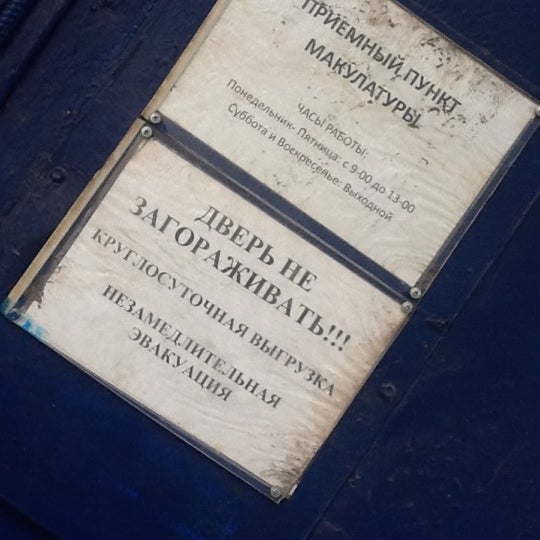 ПРИЕМНЫЙ ПУНКТ
МАКУЛАТУРЫ
ЧАСЫ РАБОТЫ:
Понедельник- Пятница: с 9-00 до 13-00
Суббота и Воскресенье: Выходной
ДВЕРЬ НЕ
ЗАГОРАЖИВАТЬ!!!
КРУГЛОСУТОЧНАЯ ВЫГРУЗКА
НЕЗАМЕДЛИТЕЛЬНАЯ
ЭВАКУАЦИЯ